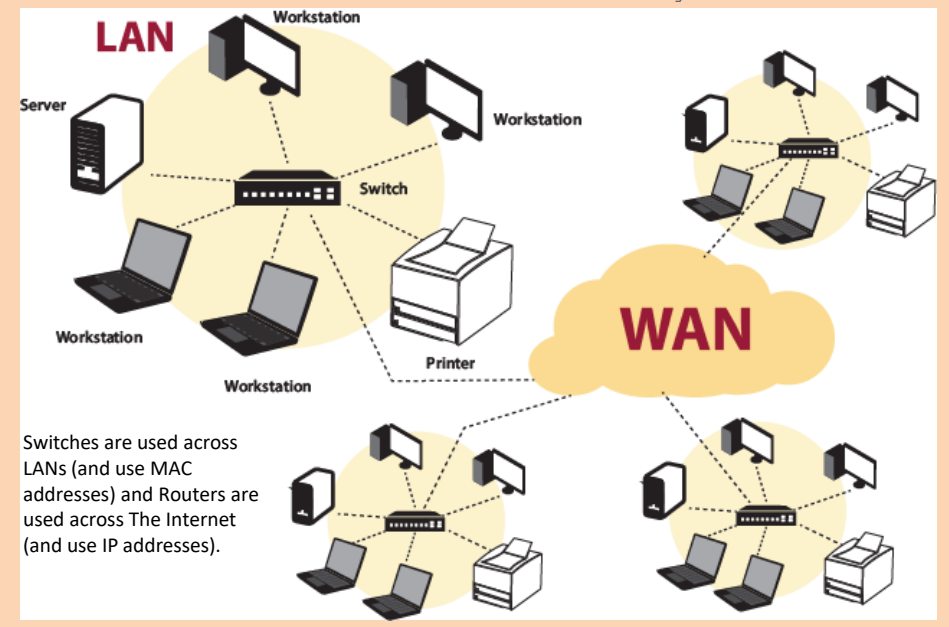 LAN
Workstation
Server
Workstation
Switch
WAN
Workstation
Printer
Workstation
Switches are used across
LANs (and use MAC
addresses) and Routers are
used across The Internet
(and use IP addresses).